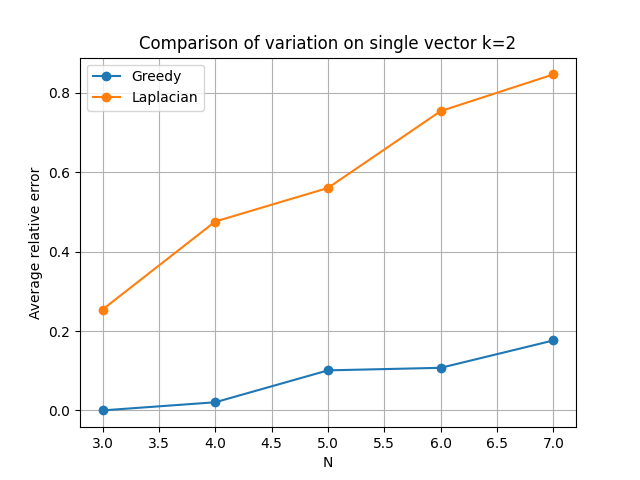 Comparison of variation on single vector k=2
Greedy
Laplacian
Average relative error
0.8
0.6
0.4
0.2
0.0
3.0 3.5 4.0 4.5 5.0 5.5 6.0 6.5 7.0
N